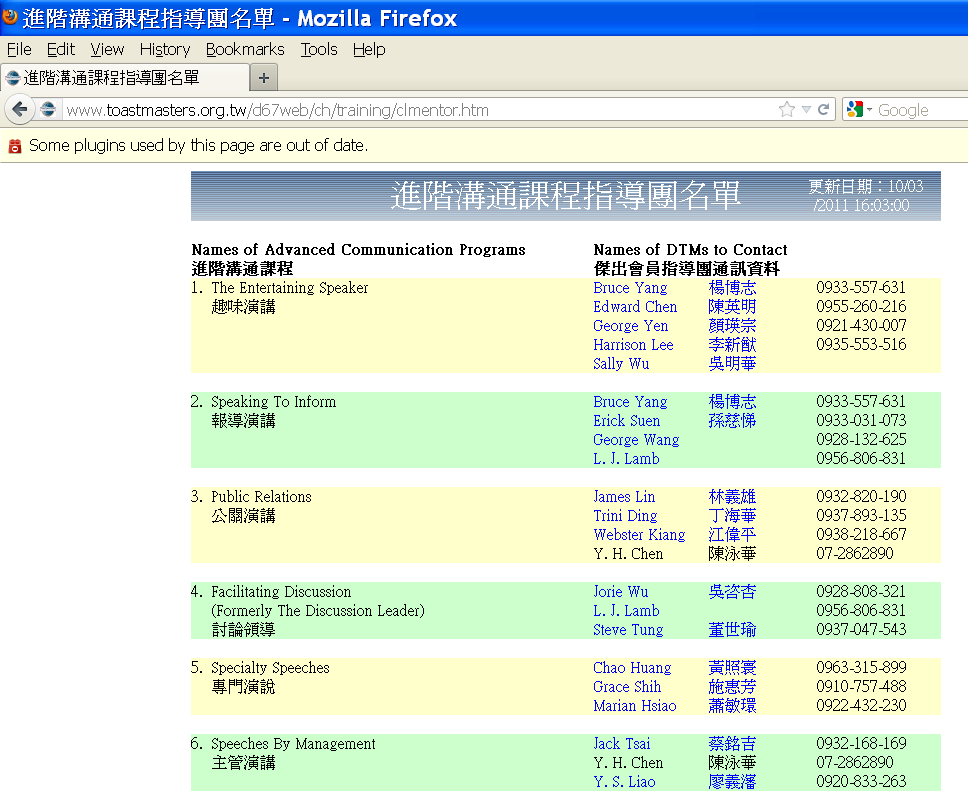 進階溝通課程指導團名單 - Mozilla Firefox
File Edit View History Bookmarks Tools Help
進階溝通課程指導團名單 +
www.toastmasters.org.tw/d67web/ch/training/clmentor.htm Google
Some plugins used by this page are out of date.
進階溝通課程指導團名單 更新日期：10/03
/2011 16:03:00
Names of Advanced Communication Programs Names of DTMs to Contact
進階溝通課程 傑出會員指導團通訊資料
1. The Entertaining Speaker Bruce Yang 楊博志 0933-557-631
趣味演講 Edward Chen 陳英明 0955-260-216
George Yen 顏瑛宗 0921-430-007
Harrison Lee 李新猷 0935-553-516
Sally Wu 吳明華
2. Speaking To Inform Bruce Yang 楊博志 0933-557-631
報導演講 Erick Suen 孫慈悌 0933-031-073
George Wang 0928-132-625
L. J. Lamb 0956-806-831
3. Public Relations James Lin 林義雄 0932-820-190
公關演講 Trini Ding 丁海華 0937-893-135
Webster Kiang 江偉平 0938-218-667
Y. H. Chen 陳泳華 07-2862890
4. Facilitating Discussion Jorie Wu 吳咨杏 0928-808-321
(Formerly The Discussion Leader) L. J. Lamb 0956-806-831
討論領導 Steve Tung 董世瑜 0937-047-543
5. Specialty Speeches Chao Huang 黃照寰 0963-315-899
專門演說 Grace Shih 施惠芳 0910-757-488
Marian Hsiao 蕭敏環 0922-432-230
6. Speeches By Management Jack Tsai 蔡銘吉 0932-168-169
主管演講 Y. H. Chen 陳泳華 07-2862890
Y. S. Liao 廖義藩 0920-833-263